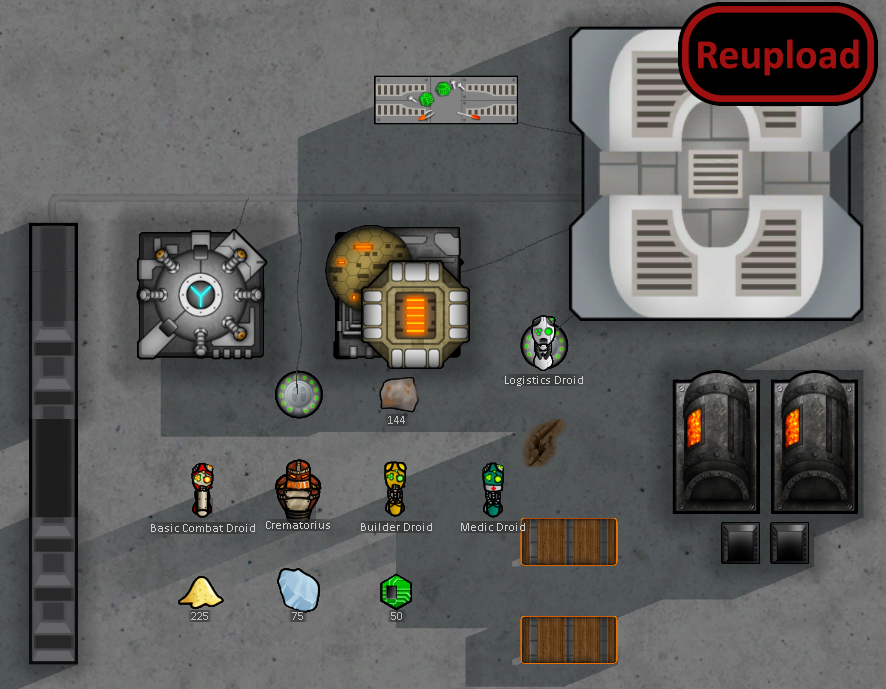 Reupload
Logistics Droid
144
Basic Combat Droid
Crematorius
Builder Droid
Medic Droid
225
75
50